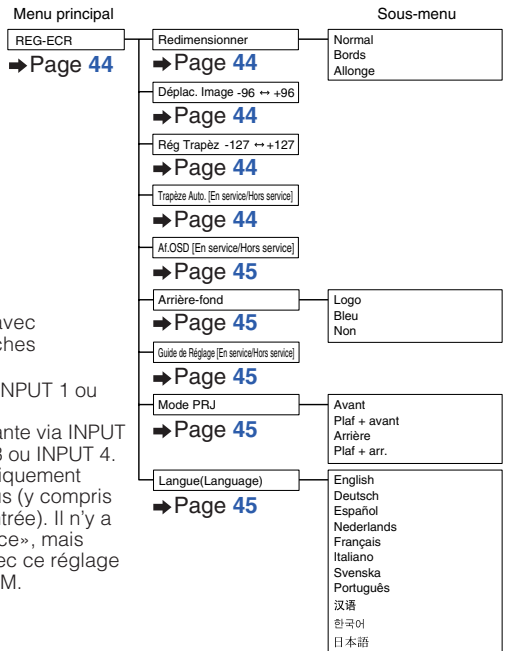 Menu principal
Sous-menu
REG-ECR
➡Page 44
Redimensionner
➡Page 44
Normal
Bords
Allonge
Déplac. Image -96 ↔ +96
➡Page 44
Rég Trapèz -127 ↔+127
➡Page 44
Trapèze Auto. [En service/Hors service]
➡Page 44
Af.OSD [En service/Hors service]
➡Page 45
Arrière-fond
➡Page 45
Logo
Bleu
Non
Guide de Réglage [En service/Hors service]
➡Page 45
Mode PRJ
➡Page 45
Avant
Plaf + avant
Arrière
Plaf + arr.
Langue(Language)
➡Page 45
English
Deutsch
Español
Nederlands
Français
Italiano
Svenska
Português
汉语
한국어
日本語
avec
ches
NPUT 1 ou
ante via INPUT
3 ou INPUT 4.
iquement
us (y compris
ntrée). Il n'y a
ce», mais
ec ce réglage
M.